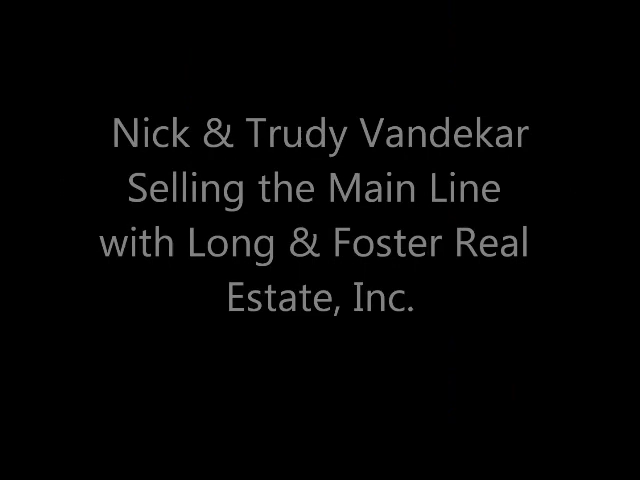 Nick & Trudy Vandekar
Selling the Main Line
with Long & Foster Real
Estate, Inc.